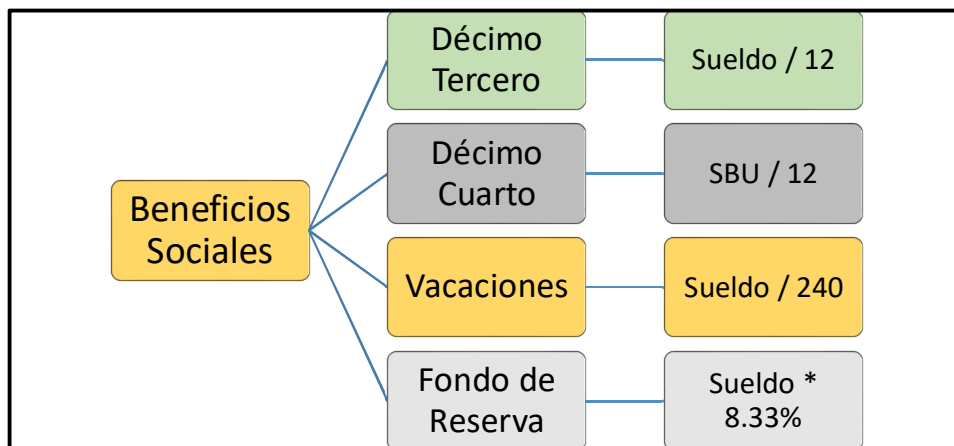 Beneficios
Sociales
Décimo
Tercero
Sueldo / 12
Décimo
Cuarto
SBU / 12
Vacaciones
Sueldo / 240
Fondo de
Reserva
Sueldo *
8.33%